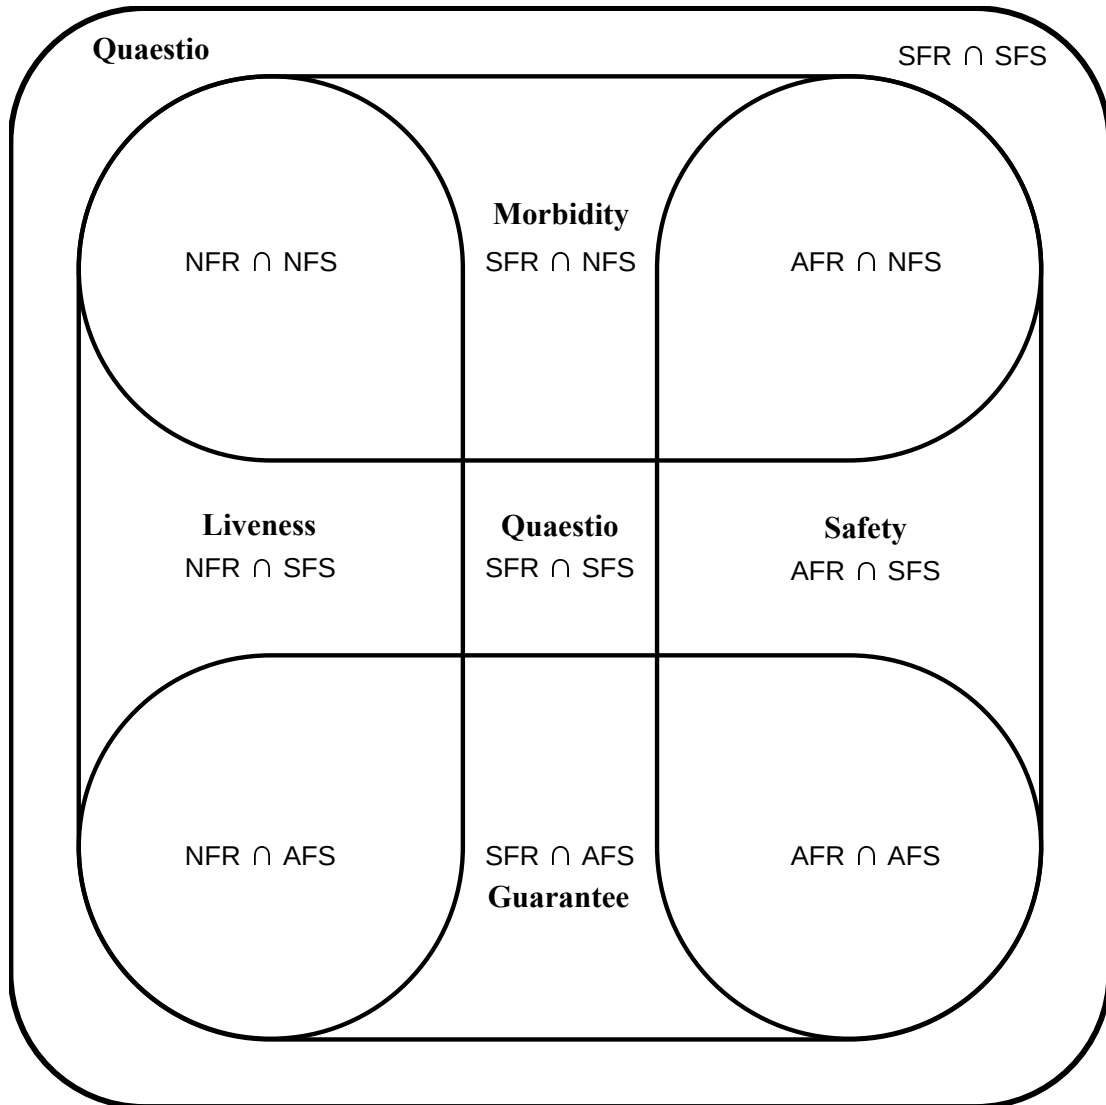 Quaestio
SFR ∩ SFS
Morbidity
NFR ∩ NFS
SFR ∩ NFS
AFR ∩ NFS
Liveness
NFR ∩ SFS
Quaestio
SFR ∩ SFS
Safety
AFR ∩ SFS
NFR ∩ AFS
SFR ∩ AFS
Guarantee
AFR ∩ AFS